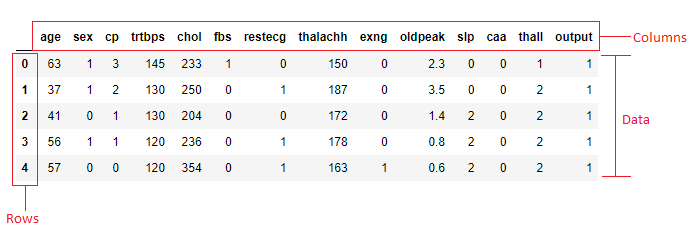 age sex cp trtbps chol fbs restecg thalachh exng oldpeak slp caa thall output
Columns
0 63 1 3 145 233 1 0 150 0 2.3 0 0 1 1
1 37 1 2 130 250 0 1 187 0 3.5 0 0 2 1
2 41 0 1 130 204 0 0 172 0 1.4 2 0 2 1
Data
3 56 1 1 120 236 0 1 178 0 0.8 2 0 2 1
4 57 0 0 120 354 0 1 163 1 0.6 2 0 2 1
Rows